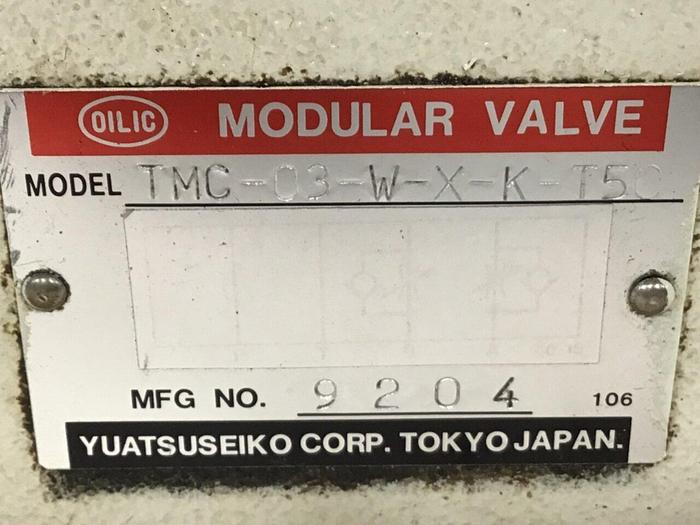 OILIC MODULAR VALVE
MODEL TMC-03-W-X-K-T50
MFG NO. 9204 106
YUATSUSEIKO CORP. TOKYO JAPAN.